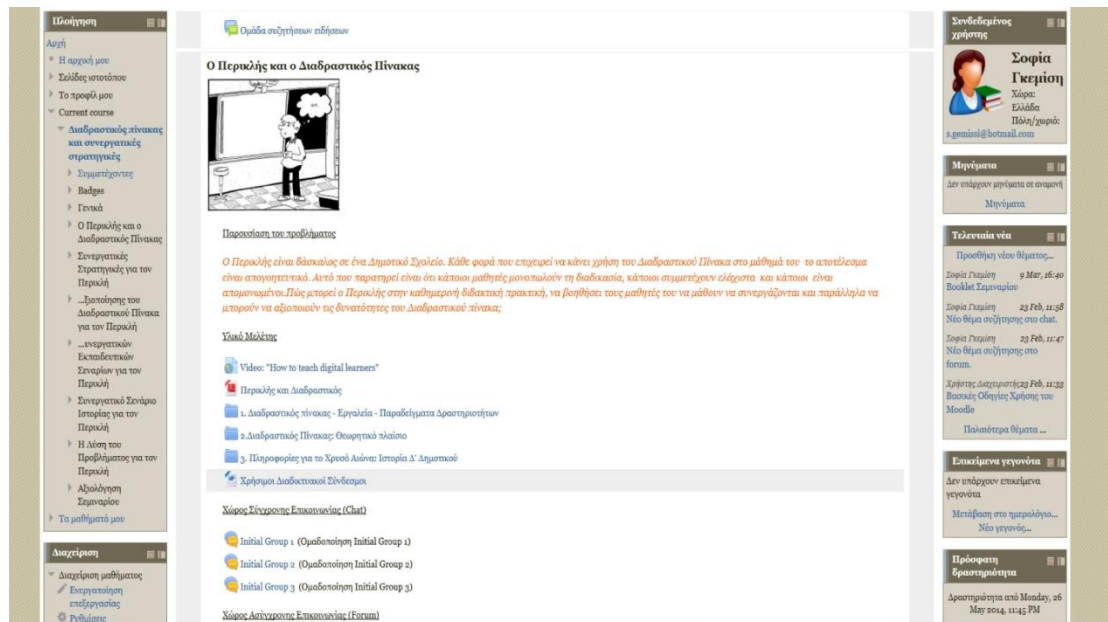 Πλοήγηση
Αρχή
Η αρχική μου
Σελίδες ιστοτόπου
Το προφίλ μου
Current course
Διαδραστικός πίνακας
και συνεργατικές
στρατηγικές
Συμμετέχοντες
Badges
Γενικά
Ο Περικλής και ο
Διαδραστικός Πίνακας
Συνεργατικές
Στρατηγικές για τον
Περικλή
...ξιοποίησης του
Διαδραστικού Πίνακα
για τον Περικλή
...υνεργατικών
Εκπαιδευτικών
Σεναρίων για τον
Περικλή
Συνεργατικό Σενάριο
Ιστορίας για τον
Περικλή
Η Λύση του
Προβλήματος για τον
Περικλή
Αξιολόγηση
Σεμιναρίου
Τα μαθήματά μου
Διαχείριση
Διαχείριση μαθήματος
Ενεργοποίηση
επεξεργασίας
Ρυθμίσεις
Ομάδα συζητήσεων ειδήσεων
Ο Περικλής και ο Διαδραστικός Πίνακας
Παρουσίαση του προβλήματος
Ο Περικλής είναι δάσκαλος σε ένα Δημοτικό Σχολείο. Κάθε φορά που επιχειρεί να κάνει χρήση του Διαδραστικού Πίνακα στο μάθημά του το αποτέλεσμα
είναι απογοητευτικό. Αυτό που παρατηρεί είναι ότι κάποιοι μαθητές μονοπωλούν τη διαδικασία, κάποιοι συμμετέχουν ελάχιστα και κάποιοι είναι
απομονωμένοι.Πώς μπορεί ο Περικλής στην καθημερινή διδακτική πρακτική, να βοηθήσει τους μαθητές του να μάθουν να συνεργάζονται και παράλληλα να
μπορούν να αξιοποιούν τις δυνατότητες του Διαδραστικού πίνακα;
Υλικό Μελέτης
Video: "How to teach digital learners"
Περικλής και Διαδραστικός
1. Διαδραστικός πίνακας - Εργαλεία - Παραδείγματα Δραστηριοτήτων
2.Διαδραστικός Πίνακας: Θεωρητικό πλαίσιο
3. Πληροφορίες για το Χρυσό Αιώνα: Ιστορία Δ' Δημοτικού
Χρήσιμοι Διαδικτυακοί Σύνδεσμοι
Χώρος Σύγχρονης Επικοινωνίας (Chat)
Initial Group 1 (Ομαδοποίηση Initial Group 1)
Initial Group 2 (Ομαδοποίηση Initial Group 2)
Initial Group 3 (Ομαδοποίηση Initial Group 3)
Χώρος Ασύγχρονης Επικοινωνίας (Forum)
Συνδεδεμένος
χρήστης
Σοφία
Γκεμίση
Χώρα:
Ελλάδα
Πόλη/χωριό:
s.gemissi@hotmail.com
Μηνύματα
Δεν υπάρχουν μηνύματα σε αναμονή
Μηνύματα
Τελευταία νέα
Προσθήκη νέου θέματος...
Σοφία Γκεμίση 9 Mar, 16:40
Booklet Σεμιναρίου
Σοφία Γκεμίση 23 Feb, 11:58
Νέο θέμα συζήτησης στο chat.
Σοφία Γκεμίση 23 Feb, 11:47
Νέο θέμα συζήτησης στο
forum.
Χρήστης Διαχειριστής23 Feb, 11:33
Βασικές Οδηγίες Χρήσης του
Moodle
Παλαιότερα θέματα ...
Επικείμενα γεγονότα
Δεν υπάρχουν επικείμενα
γεγονότα
Μετάβαση στο ημερολόγιο...
Νέο γεγονός...
Πρόσφατη
δραστηριότητα
Δραστηριότητα από Monday, 26
May 2014, 11:45 PM